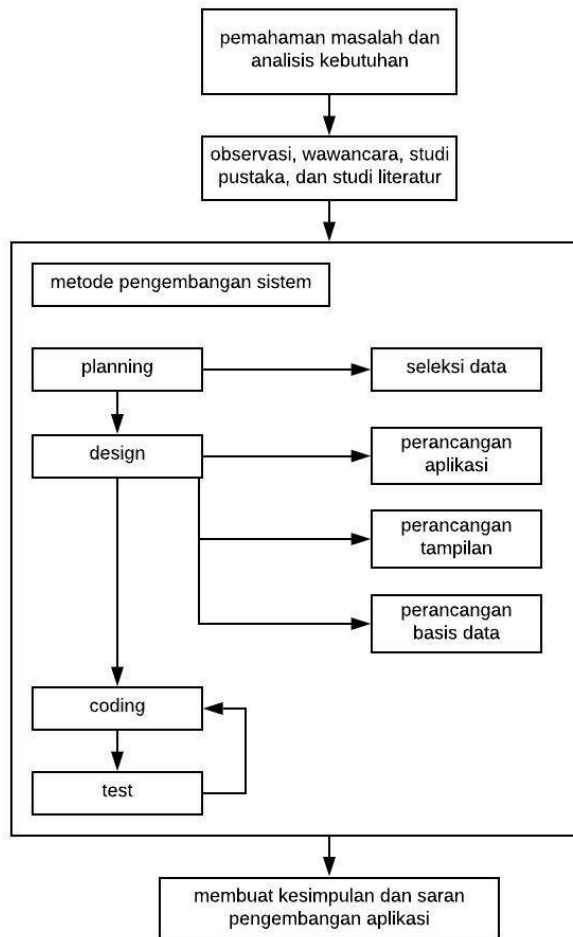 pemahaman masalah dan
analisis kebutuhan
observasi, wawancara, studi
pustaka, dan studi literatur
metode pengembangan sistem
planning
seleksi data
design
perancangan
aplikasi
perancangan
tampilan
perancangan
basis data
coding
test
membuat kesimpulan dan saran
pengembangan aplikasi